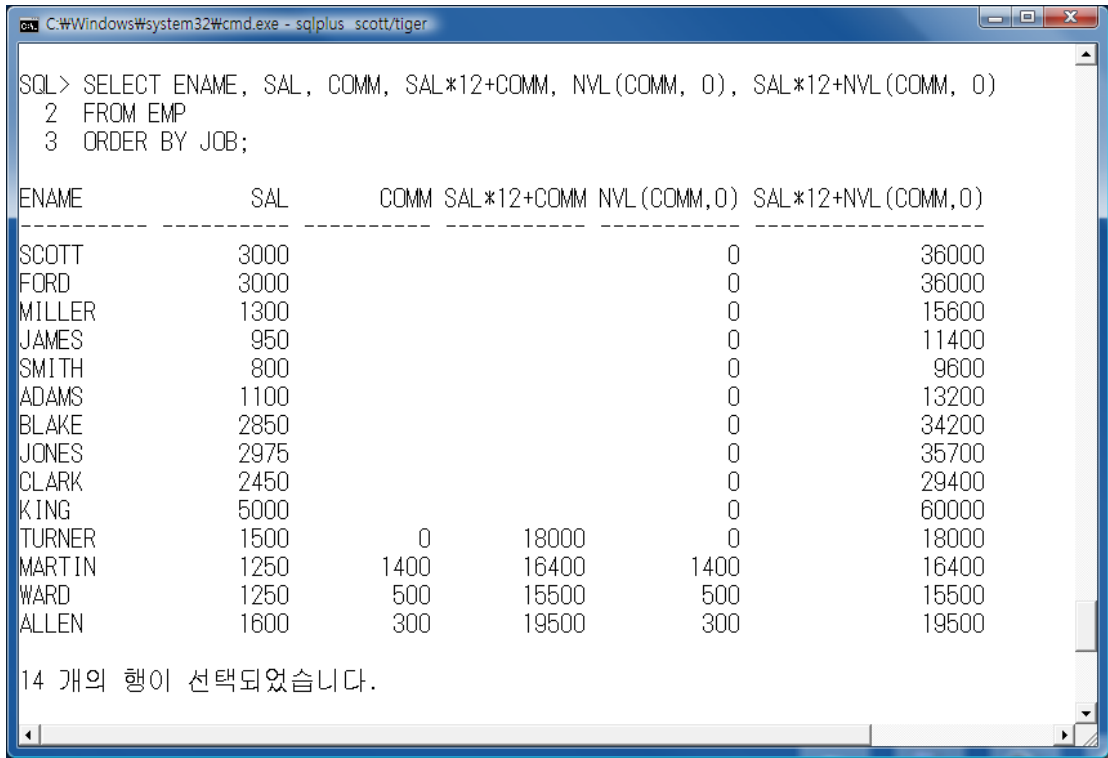 C:\Windows\system32\cmd.exe - sqlplus scott/tiger
SQL> SELECT ENAME, SAL, COMM, SAL*12+COMM, NVL(COMM, 0), SAL*12+NVL(COMM, 0)
2 FROM EMP
3 ORDER BY JOB;
ENAME SAL COMM SAL*12+COMM NVL(COMM,0) SAL*12+NVL(COMM,0)
---------- ---------- ---------- ----------- ----------- ------------------
SCOTT 3000 0 36000
FORD 3000 0 36000
MILLER 1300 0 15600
JAMES 950 0 11400
SMITH 800 0 9600
ADAMS 1100 0 13200
BLAKE 2850 0 34200
JONES 2975 0 35700
CLARK 2450 0 29400
KING 5000 0 60000
TURNER 1500 0 18000 0 18000
MARTIN 1250 1400 16400 1400 16400
WARD 1250 500 15500 500 15500
ALLEN 1600 300 19500 300 19500
14 개의 행이 선택되었습니다.